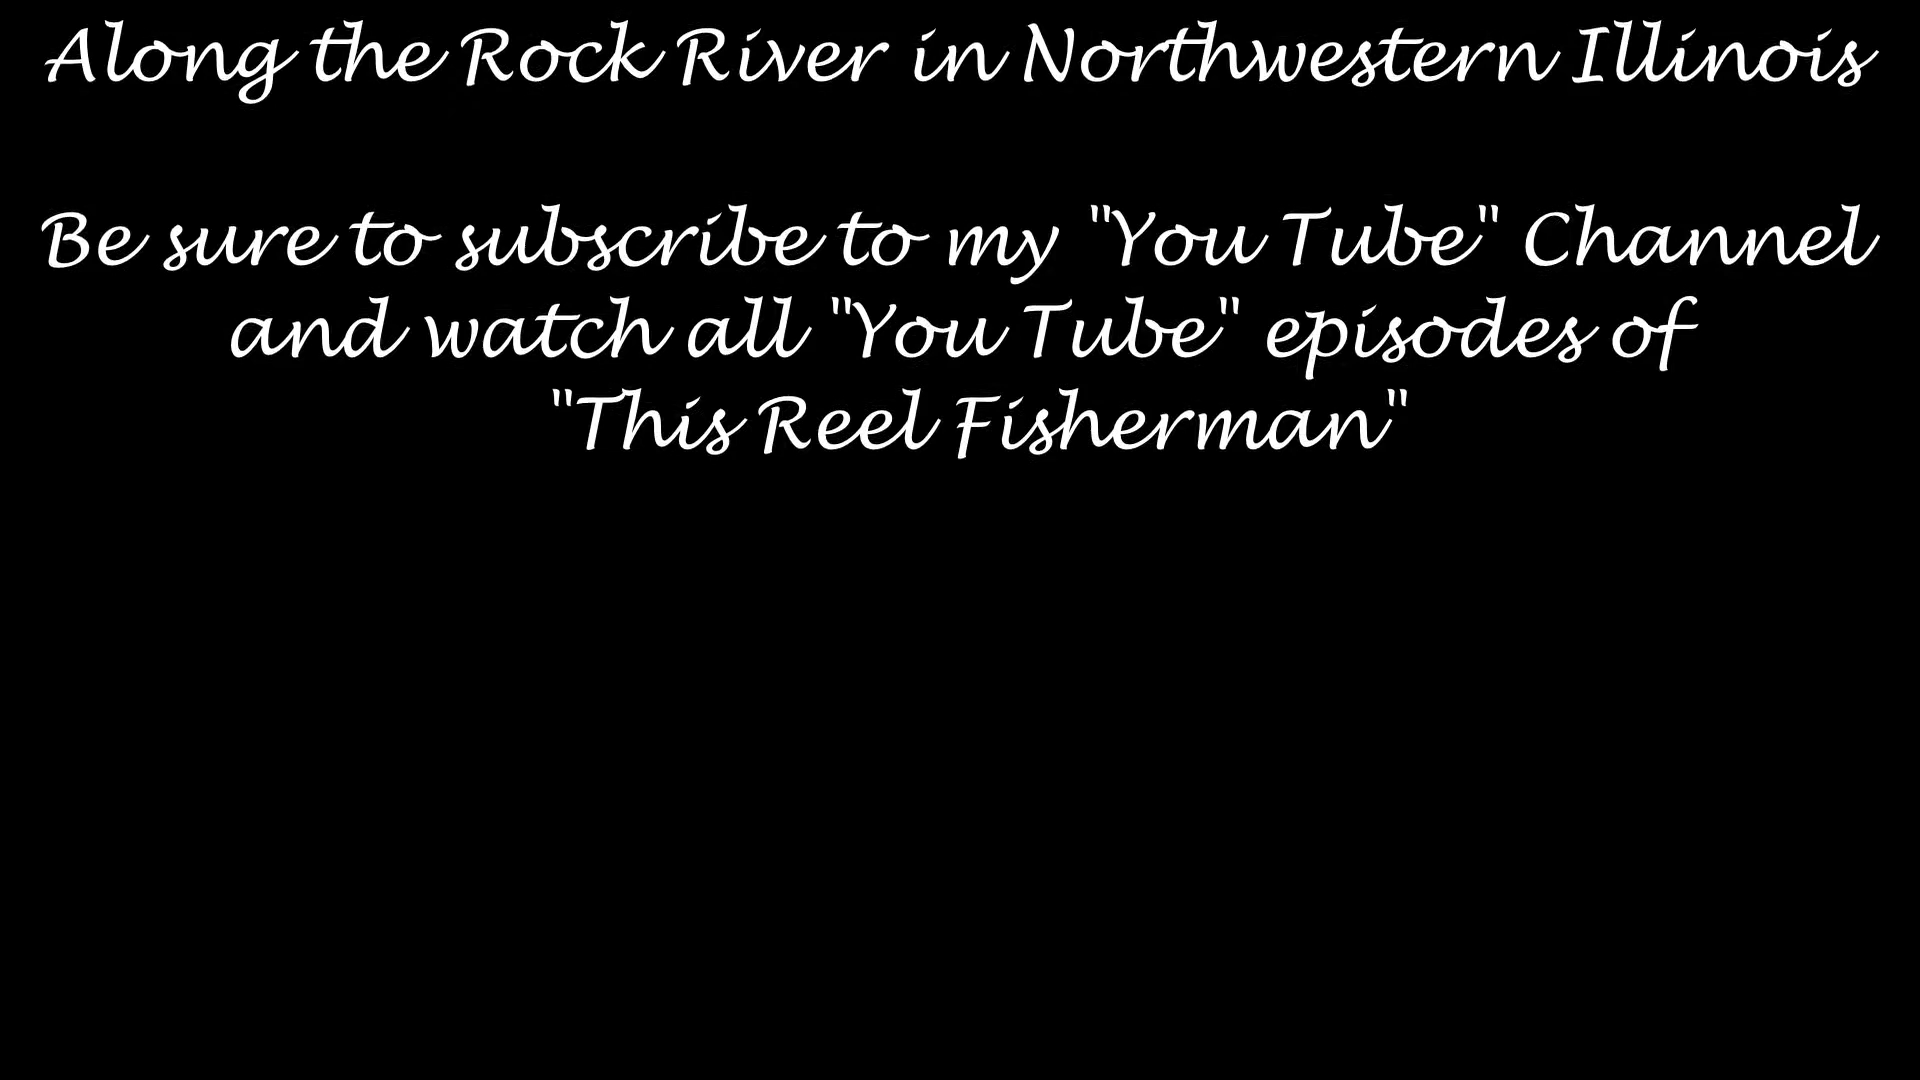 Along the Rock River in Northwestern Illinois
Be sure to subscribe to my "You Tube" Channel
and watch all "You Tube" episodes of
"This Reel Fisherman"